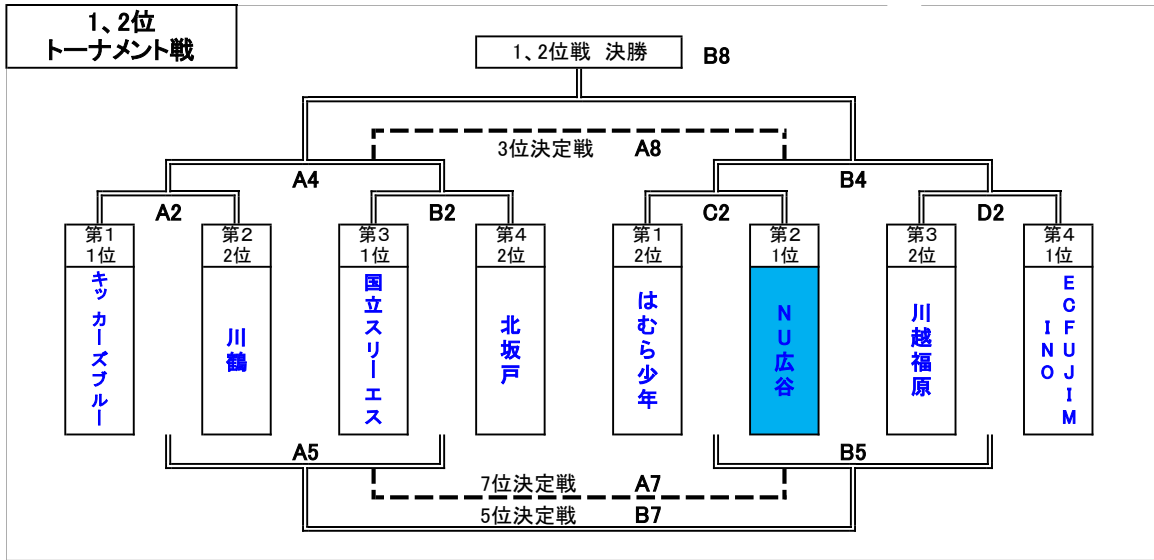 1、2位
トーナメント戦
1、2位戦 決勝 B8
3位決定戦 A8
A4 B4
A2 B2 C2 D2
第1 第2 第3 第4 第1 第2 第3 第4
1位 2位 1位 2位 2位 1位 2位 1位
キッカーズブルー
川鶴
国立スリーエス
北坂戸
はむら少年
NU広谷
川越福原
ECFUJIM
INO
A5 B5
7位決定戦 A7
5位決定戦 B7